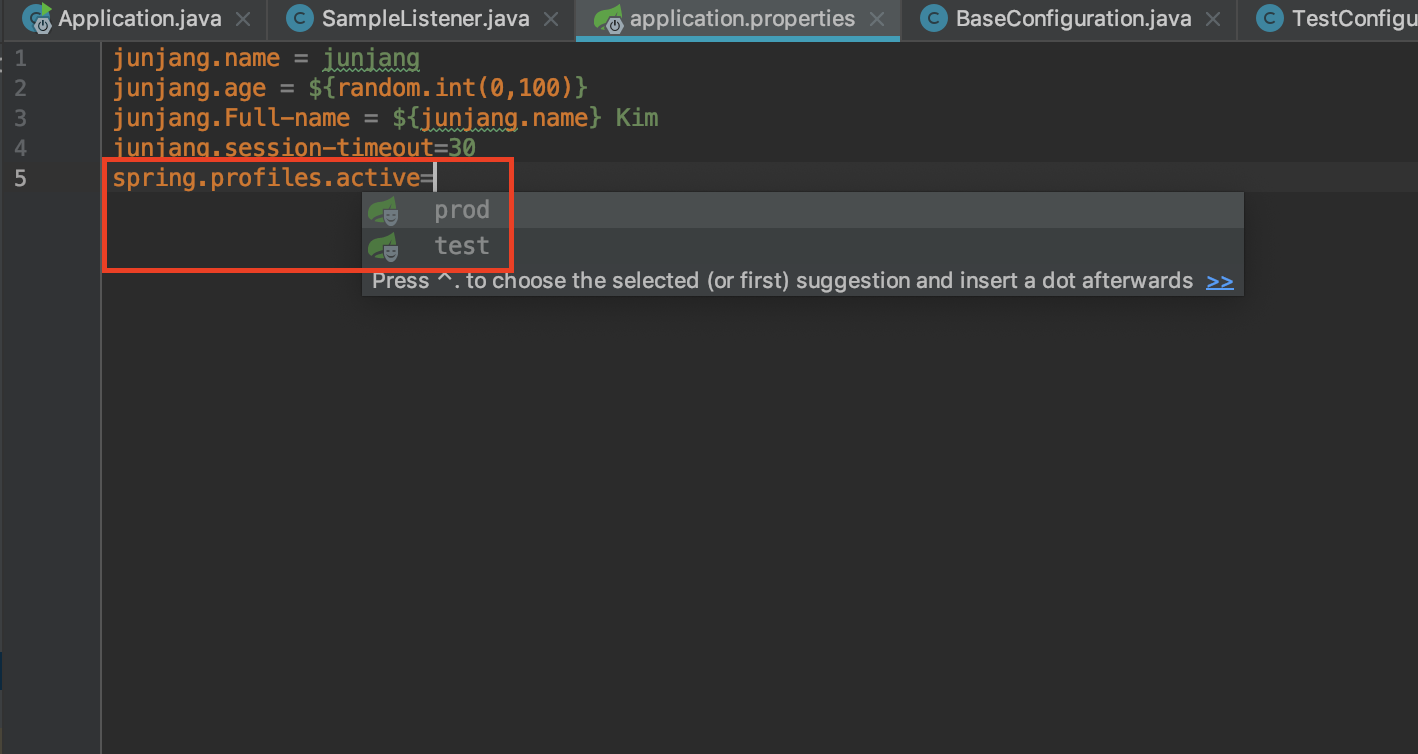 Application.java
SampleListener.java
application.properties
BaseConfiguration.java
TestConfigu
1 junjang.name = junjang
2 junjang.age = ${random.int(0,100)}
3 junjang.Full-name = ${junjang.name} Kim
4 junjang.session-timeout=30
5 spring.profiles.active=
prod
test
Press ^. to choose the selected (or first) suggestion and insert a dot afterwards >>